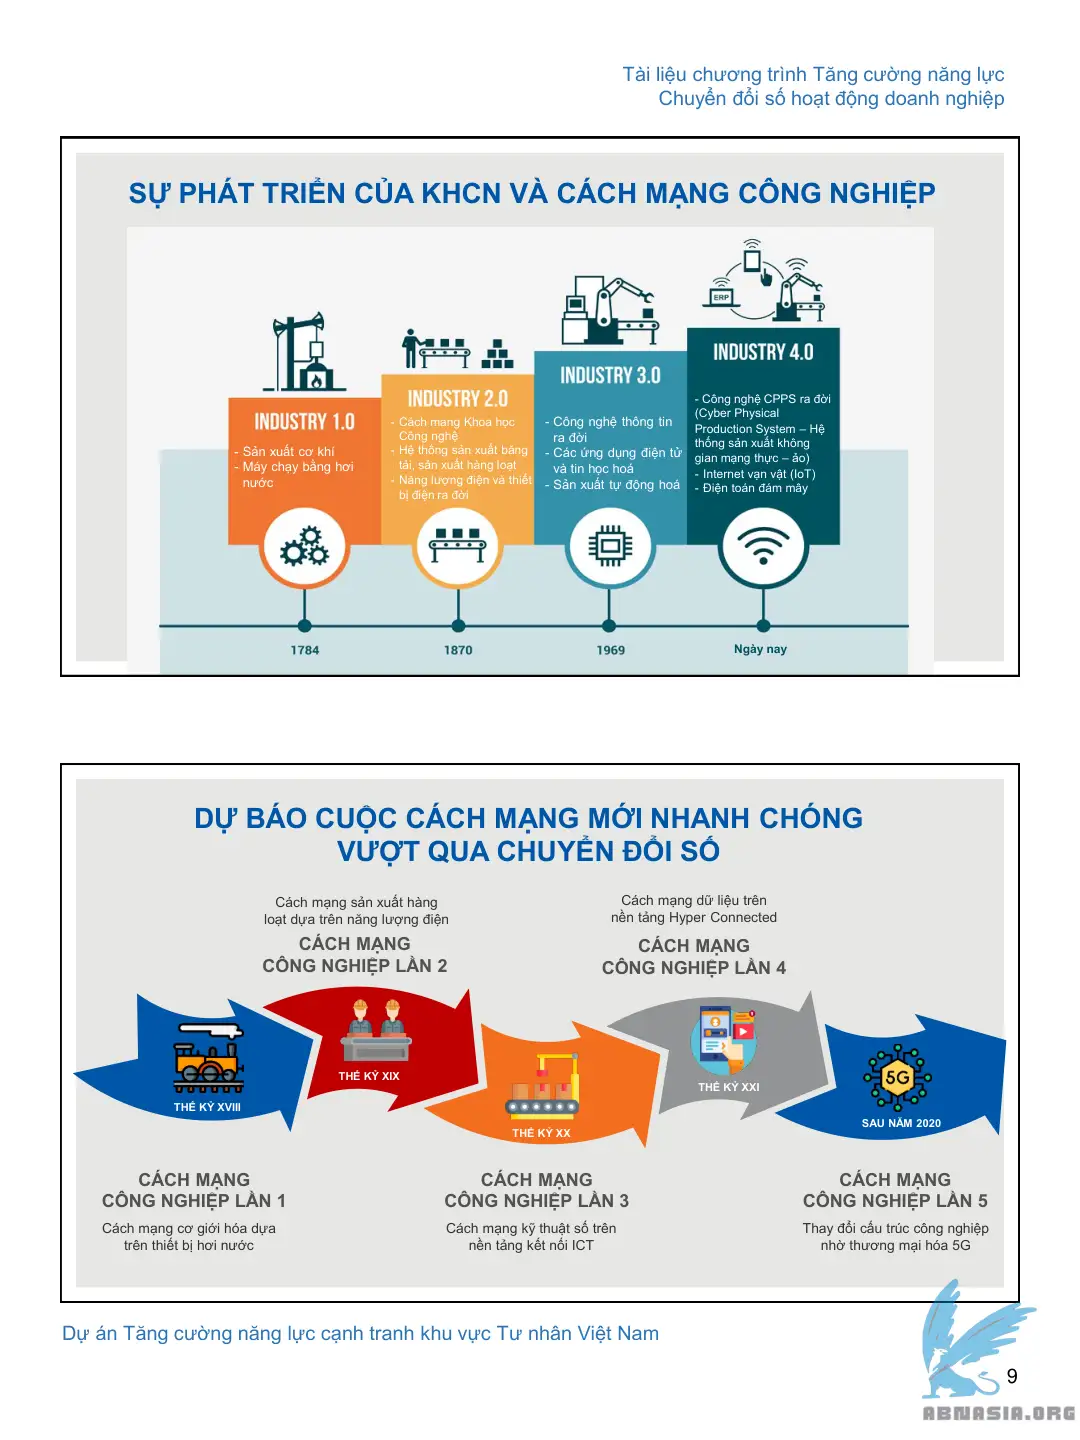 Tài liệu chương trình Tăng cường năng lực
Chuyển đổi số hoạt động doanh nghiệp
SỰ PHÁT TRIỂN CỦA KHCN VÀ CÁCH MẠNG CÔNG NGHIỆP
INDUSTRY 1.0
- Sản xuất cơ khí
- Máy chạy bằng hơi
nước
INDUSTRY 2.0
- Cách mạng Khoa học
Công nghệ
- Hệ thống sản xuất băng
tải, sản xuất hàng loạt
- Năng lượng điện và thiết
bị điện ra đời
INDUSTRY 3.0
- Công nghệ thông tin
ra đời
- Các ứng dụng điện tử
và tin học hoá
- Sản xuất tự động hoá
ERP
INDUSTRY 4.0
- Công nghệ CPPS ra đời
(Cyber Physical
Production System – Hệ
thống sản xuất không
gian mạng thực – ảo)
- Internet vạn vật (IoT)
- Điện toán đám mây
1784
1870
1969
Ngày nay
DỰ BÁO CUỘC CÁCH MẠNG MỚI NHANH CHÓNG
VƯỢT QUA CHUYỂN ĐỔI SỐ
Cách mạng sản xuất hàng
loạt dựa trên năng lượng điện
CÁCH MẠNG
CÔNG NGHIỆP LẦN 2
Cách mạng dữ liệu trên
nền tảng Hyper Connected
CÁCH MẠNG
CÔNG NGHIỆP LẦN 4
THẾ KỶ XVIII
THẾ KỶ XIX
THẾ KỶ XX
THẾ KỶ XXI
5G
SAU NĂM 2020
CÁCH MẠNG
CÔNG NGHIỆP LẦN 1
Cách mạng cơ giới hóa dựa
trên thiết bị hơi nước
CÁCH MẠNG
CÔNG NGHIỆP LẦN 3
Cách mạng kỹ thuật số trên
nền tảng kết nối ICT
CÁCH MẠNG
CÔNG NGHIỆP LẦN 5
Thay đổi cấu trúc công nghiệp
nhờ thương mại hóa 5G
Dự án Tăng cường năng lực cạnh tranh khu vực Tư nhân Việt Nam
9
ABNASIA.ORG